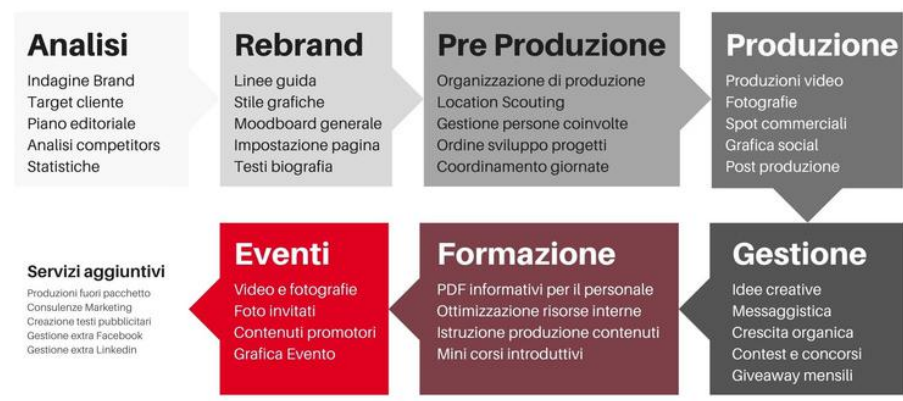 Analisi
Indagine Brand
Target cliente
Piano editoriale
Analisi competitors
Statistiche
Rebrand
Linee guida
Stile grafiche
Moodboard generale
Impostazione pagina
Testi biografia
Pre Produzione
Organizzazione di produzione
Location Scouting
Gestione persone coinvolte
Ordine sviluppo progetti
Coordinamento giornate
Produzione
Produzioni video
Fotografie
Spot commerciali
Grafica social
Post produzione
Gestione
Idee creative
Messaggistica
Crescita organica
Contest e concorsi
Giveaway mensili
Formazione
PDF informativi per il personale
Ottimizzazione risorse interne
Istruzione produzione contenuti
Mini corsi introduttivi
Eventi
Video e fotografie
Foto invitati
Contenuti promotori
Grafica Evento
Servizi aggiuntivi
Produzioni fuori pacchetto
Consulenze Marketing
Creazione testi pubblicitari
Gestione extra Facebook
Gestione extra Linkedin